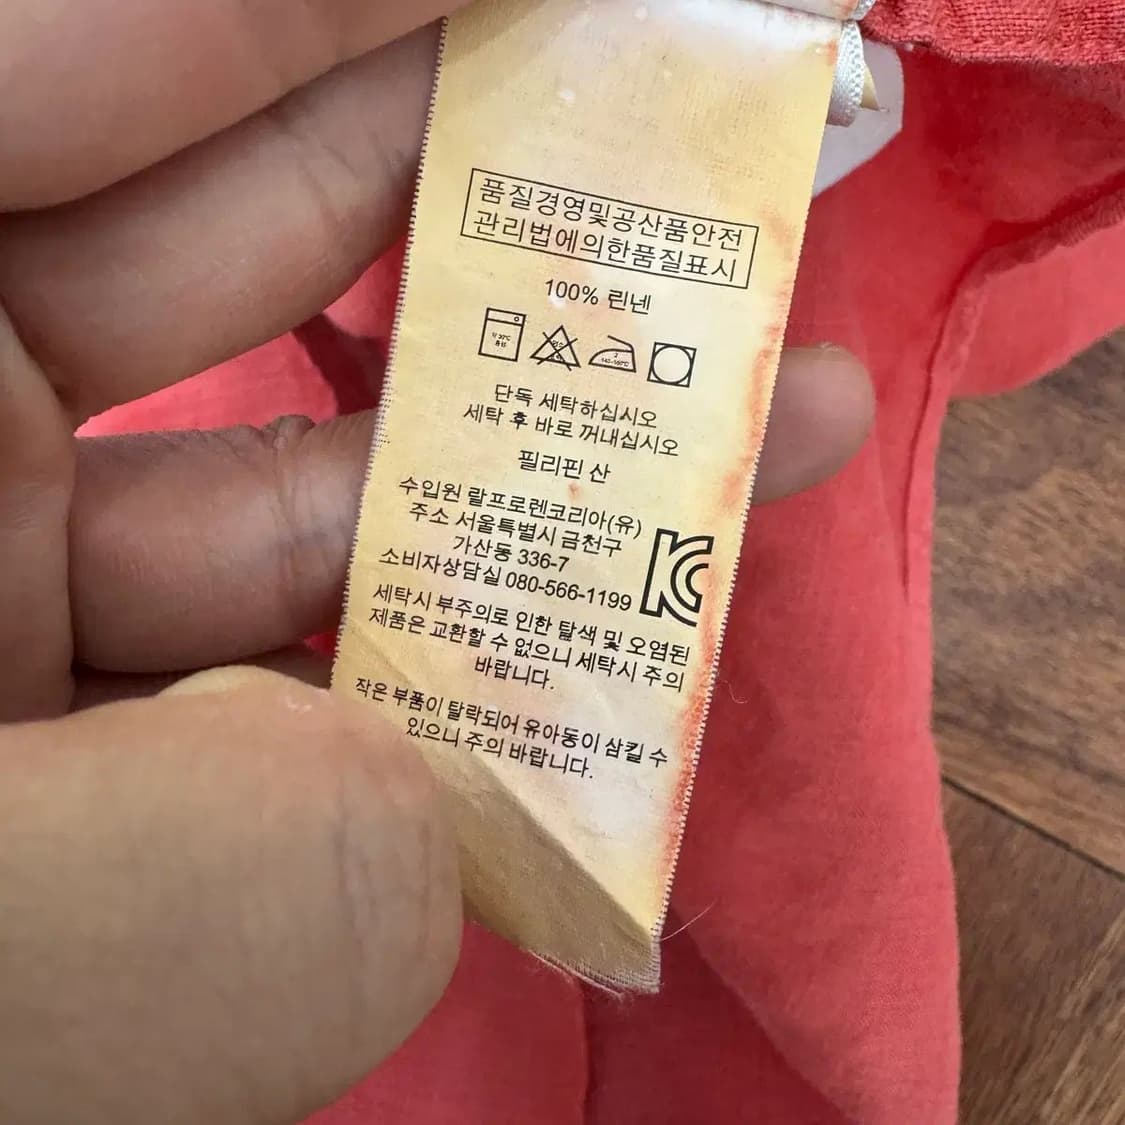 품질경영및공산품안전
관리법에의한품질표시
100% 린넨
단독 세탁하십시오
세탁 후 바로 꺼내십시오
필리핀 산
수입원 랄프로렌코리아(유)
주소 서울특별시 금천구
가산동 336-7
소비자상담실 080-566-1199
KC
세탁시 부주의로 인한 탈색 및 오염된
제품은 교환할 수 없으니 세탁시 주의
바랍니다.
작은 부품이 탈락되어 유아동이 삼킬 수
있으니 주의 바랍니다.